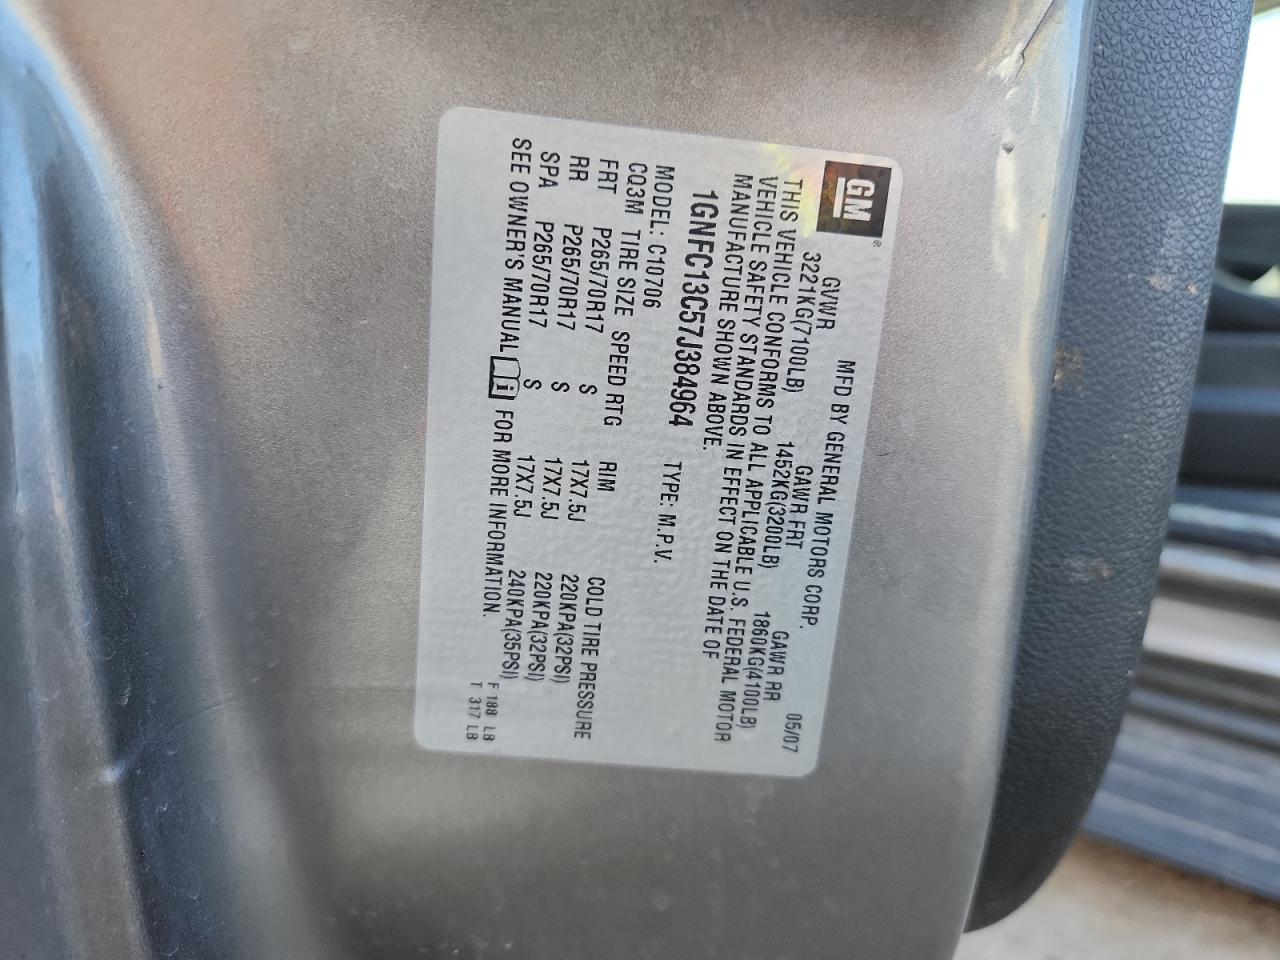 GM ®
MFD BY GENERAL MOTORS CORP. 05/07
GVWR GAWR FRT GAWR RR
3221KG(7100LB) 1452KG(3200LB) 1860KG(4100LB)
THIS VEHICLE CONFORMS TO ALL APPLICABLE U.S. FEDERAL MOTOR
VEHICLE SAFETY STANDARDS IN EFFECT ON THE DATE OF
MANUFACTURE SHOWN ABOVE.
1GNFC13C57J384964 TYPE: M.P.V.
MODEL: C10706
CQ3M TIRE SIZE SPEED RTG RIM COLD TIRE PRESSURE
FRT P265/70R17 S 17X7.5J 220KPA(32PSI)
RR P265/70R17 S 17X7.5J 220KPA(32PSI)
SPA P265/70R17 S 17X7.5J 240KPA(35PSI)
SEE OWNER'S MANUAL i FOR MORE INFORMATION.
F 188 LB
T 317 LB